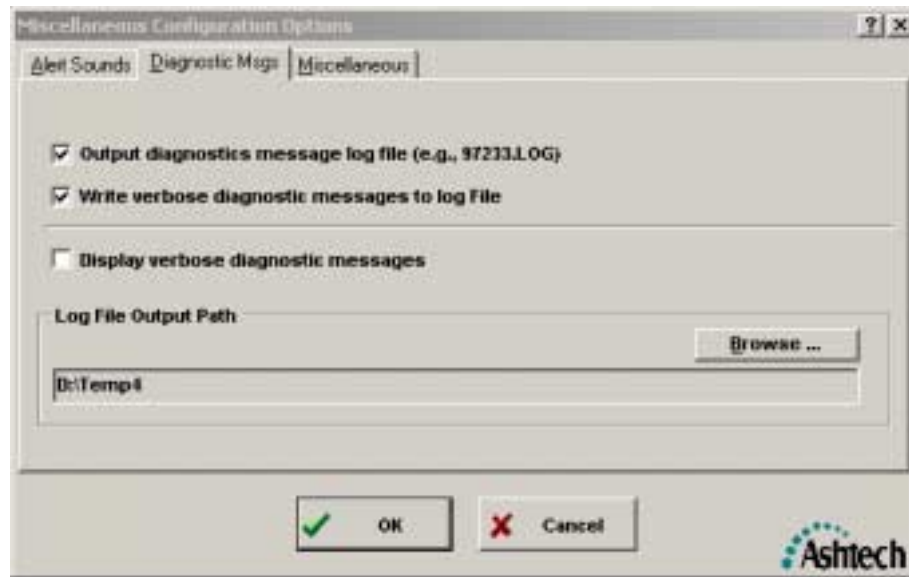 Miscellaneous Configuration Options
Alert Sounds
Diagnostic Msgs
Miscellaneous
Output diagnostics message log file (e.g., 97233.LOG)
Write verbose diagnostic messages to log File
Display verbose diagnostic messages
Log File Output Path
Browse ...
D:\Temp4
OK
Cancel
Ashtech